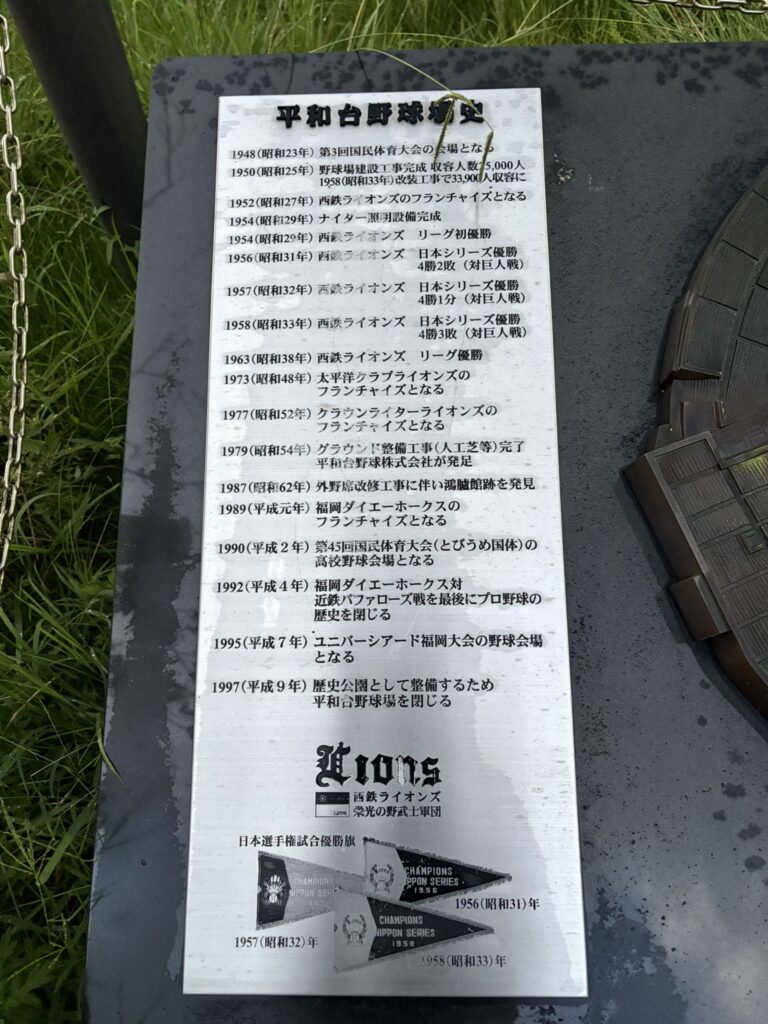 平和台野球場史
1948(昭和23年) 第3回国民体育大会の会場となる
1950(昭和25年) 野球場建設工事完成 収容人数25,000人
1958(昭和33年)改装工事で33,900人収容に
1952(昭和27年) 西鉄ライオンズのフランチャイズとなる
1954(昭和29年) ナイター照明設備完成
1954(昭和29年) 西鉄ライオンズ リーグ初優勝
1956(昭和31年) 西鉄ライオンズ 日本シリーズ優勝
4勝2敗(対巨人戦)
1957(昭和32年) 西鉄ライオンズ 日本シリーズ優勝
4勝1分(対巨人戦)
1958(昭和33年) 西鉄ライオンズ 日本シリーズ優勝
4勝3敗(対巨人戦)
1963(昭和38年) 西鉄ライオンズ リーグ優勝
1973(昭和48年) 太平洋クラブライオンズの
フランチャイズとなる
1977(昭和52年) クラウンライターライオンズの
フランチャイズとなる
1979(昭和54年) グラウンド整備工事(人工芝等)完了
平和台野球株式会社が発足
1987(昭和62年) 外野席改修工事に伴い鴻臚館跡を発見
1989(平成元年) 福岡ダイエーホークスの
フランチャイズとなる
1990(平成2年) 第45回国民体育大会(とびうめ国体)の
高校野球会場となる
1992(平成4年) 福岡ダイエーホークス対
近鉄バファローズ戦を最後にプロ野球の
歴史を閉じる
1995(平成7年) ユニバーシアード福岡大会の野球会場
となる
1997(平成9年) 歴史公園として整備するため
平和台野球場を閉じる
Lions
西鉄ライオンズ
栄光の野武士軍団
日本選手権試合優勝旗
CHAMPIONS
NIPPON SERIES
CHAMPIONS
NIPPON SERIES
1956
1956(昭和31)年
CHAMPIONS
NIPPON SERIES
1958
1957(昭和32)年
1958(昭和33)年